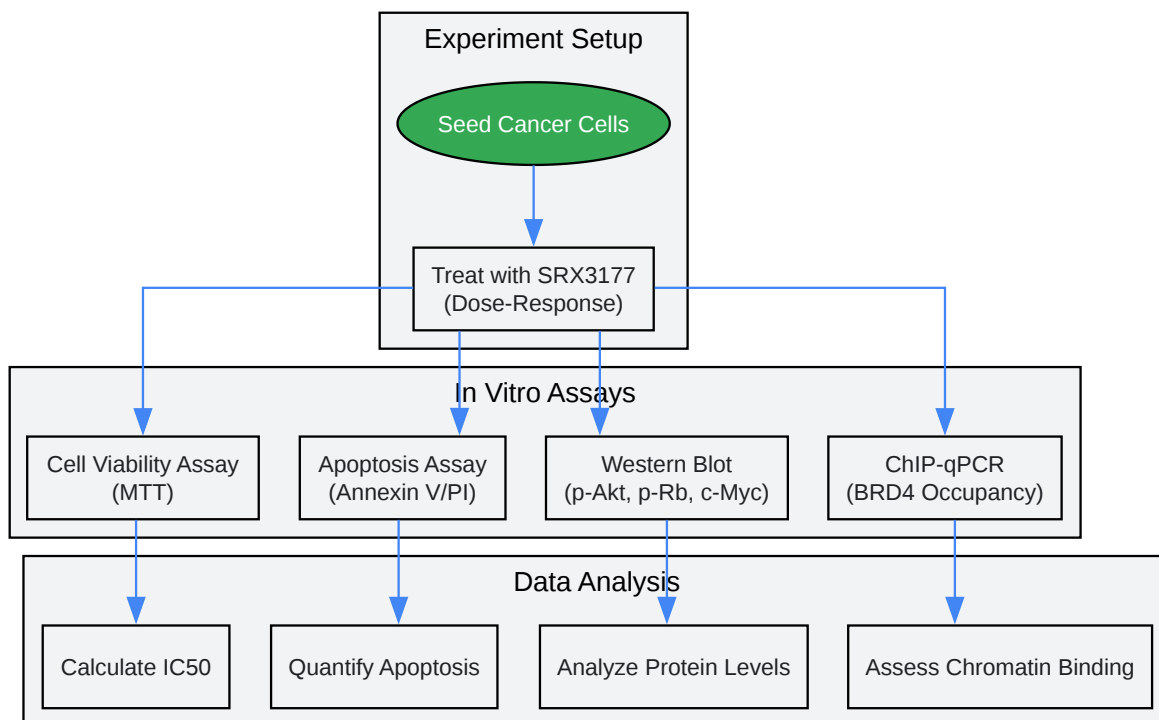 Experiment Setup
Seed Cancer Cells
Treat with SRX3177
(Dose-Response)
In Vitro Assays
Cell Viability Assay
(MTT)
Apoptosis Assay
(Annexin V/PI)
Western Blot
(p-Akt, p-Rb, c-Myc)
ChIP-qPCR
(BRD4 Occupancy)
Data Analysis
Calculate IC50
Quantify Apoptosis
Analyze Protein Levels
Assess Chromatin Binding